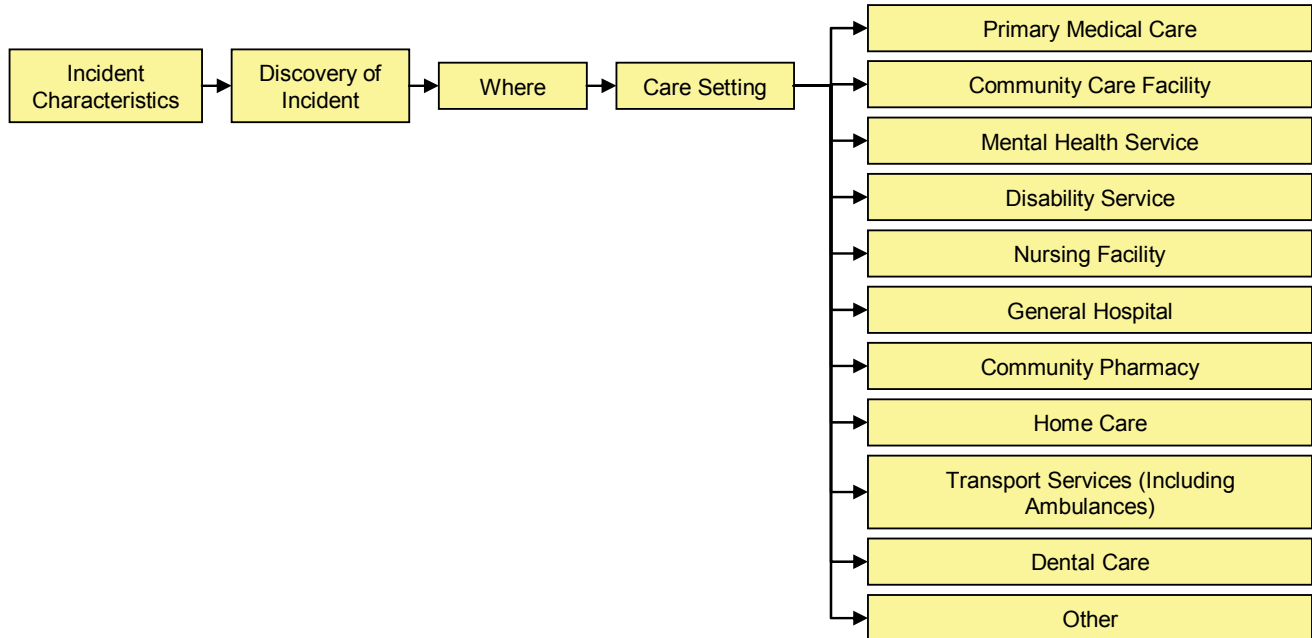 Incident
Characteristics
Discovery of
Incident
Where
Care Setting
Primary Medical Care
Community Care Facility
Mental Health Service
Disability Service
Nursing Facility
General Hospital
Community Pharmacy
Home Care
Transport Services (Including
Ambulances)
Dental Care
Other